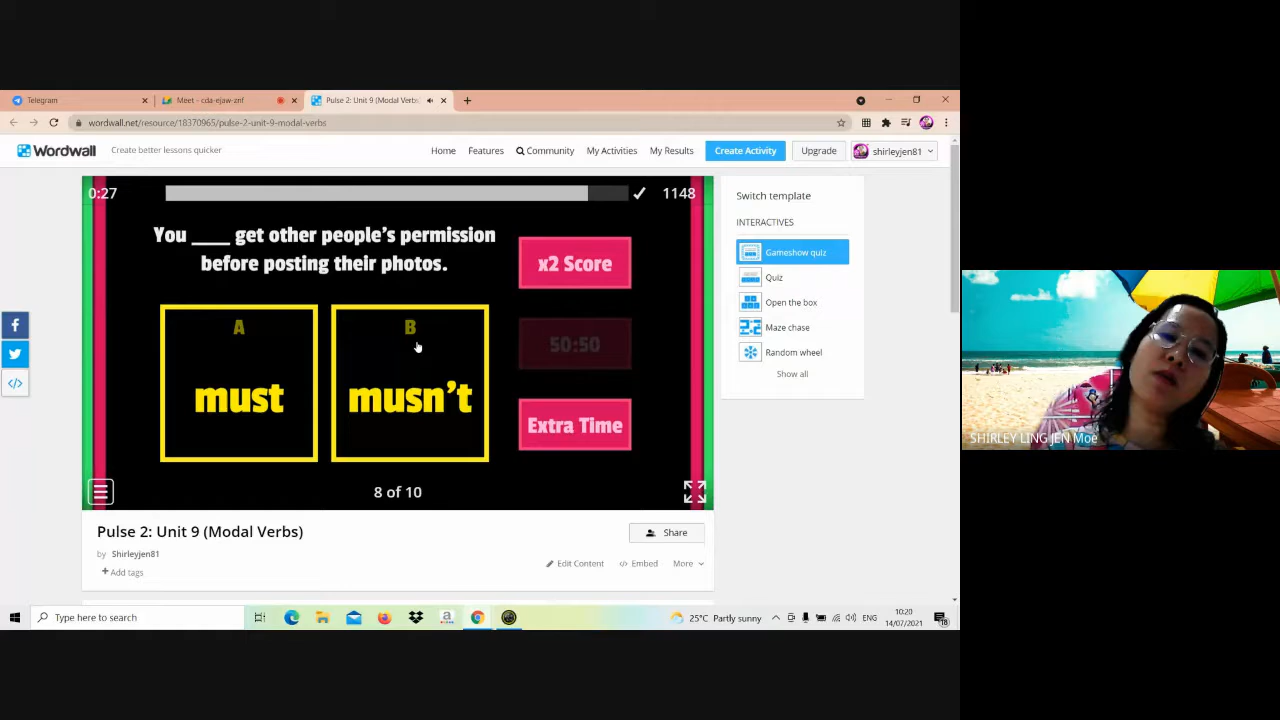 Telegram
Meet - cda-ejaw-znf
Pulse 2: Unit 9 (Modal Verbs)
wordwall.net/resource/18370965/pulse-2-unit-9-modal-verbs
Wordwall
Create better lessons quicker
Home
Features
Community
My Activities
My Results
Create Activity
Upgrade
shirleyjen81
0:27
1148
You ____ get other people's permission
before posting their photos.
A
must
B
musn't
x2 Score
50:50
Extra Time
8 of 10
Switch template
INTERACTIVES
Gameshow quiz
Quiz
Open the box
Maze chase
Random wheel
Show all
Pulse 2: Unit 9 (Modal Verbs)
by Shirleyjen81
Add tags
Share
Edit Content
Embed
More
SHIRLEY LING JEN Moe
Type here to search
25°C Partly sunny
ENG
10:20
14/07/2021